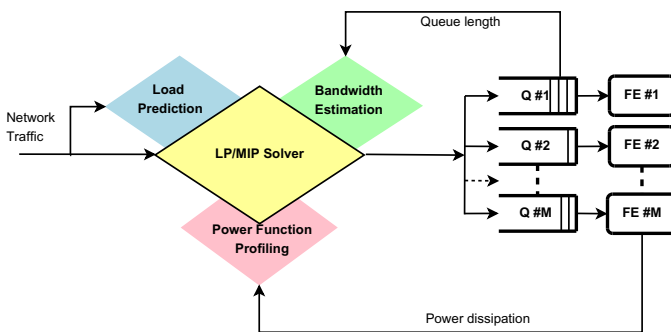 Queue length
Load
Prediction
Bandwidth
Estimation
Network
Traffic
LP/MIP Solver
Power Function
Profiling
Q #1
FE #1
Q #2
FE #2
Q #M
FE #M
Power dissipation